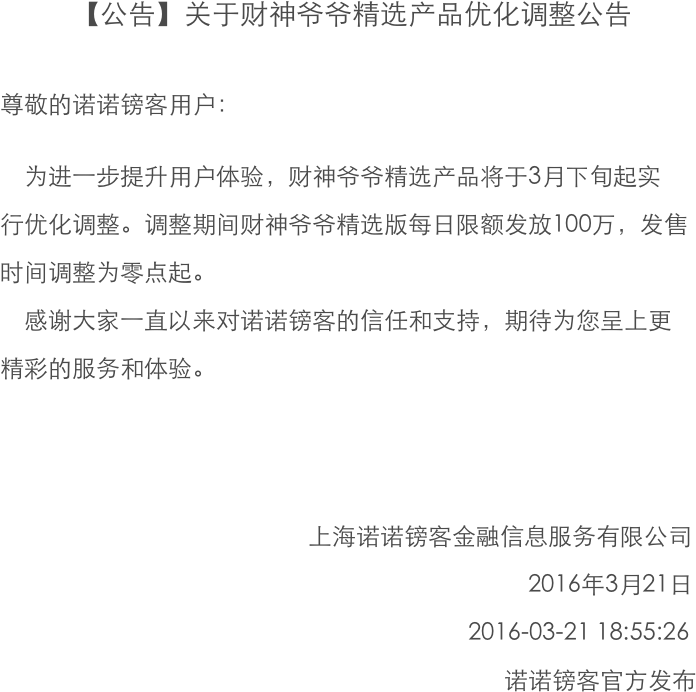 【公告】关于财神爷爷精选产品优化调整公告
尊敬的诺诺镑客用户：
为进一步提升用户体验，财神爷爷精选产品将于3月下旬起实
行优化调整。调整期间财神爷爷精选版每日限额发放100万，发售
时间调整为零点起。
感谢大家一直以来对诺诺镑客的信任和支持，期待为您呈上更
精彩的服务和体验。
上海诺诺镑客金融信息服务有限公司
2016年3月21日
2016-03-21 18:55:26
诺诺镑客官方发布